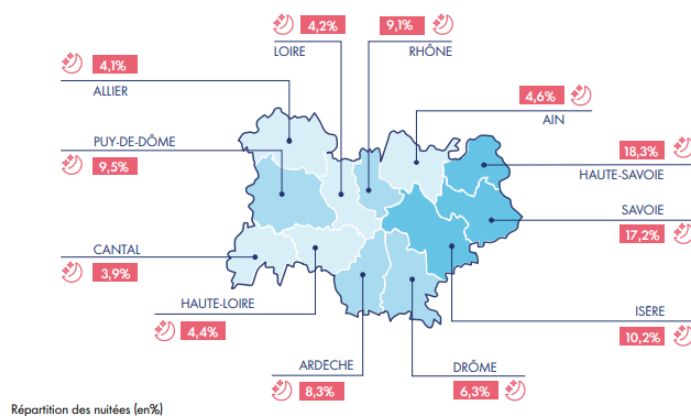 4,2%
LOIRE
9,1%
RHÔNE
4,1%
ALLIER
4,6%
AIN
PUY-DE-DÔME
9,5%
18,3%
HAUTE-SAVOIE
SAVOIE
17,2%
CANTAL
3,9%
HAUTE-LOIRE
4,4%
ISERE
10,2%
ARDÈCHE
8,3%
DRÔME
6,3%
Répartition des nuitées (en%)